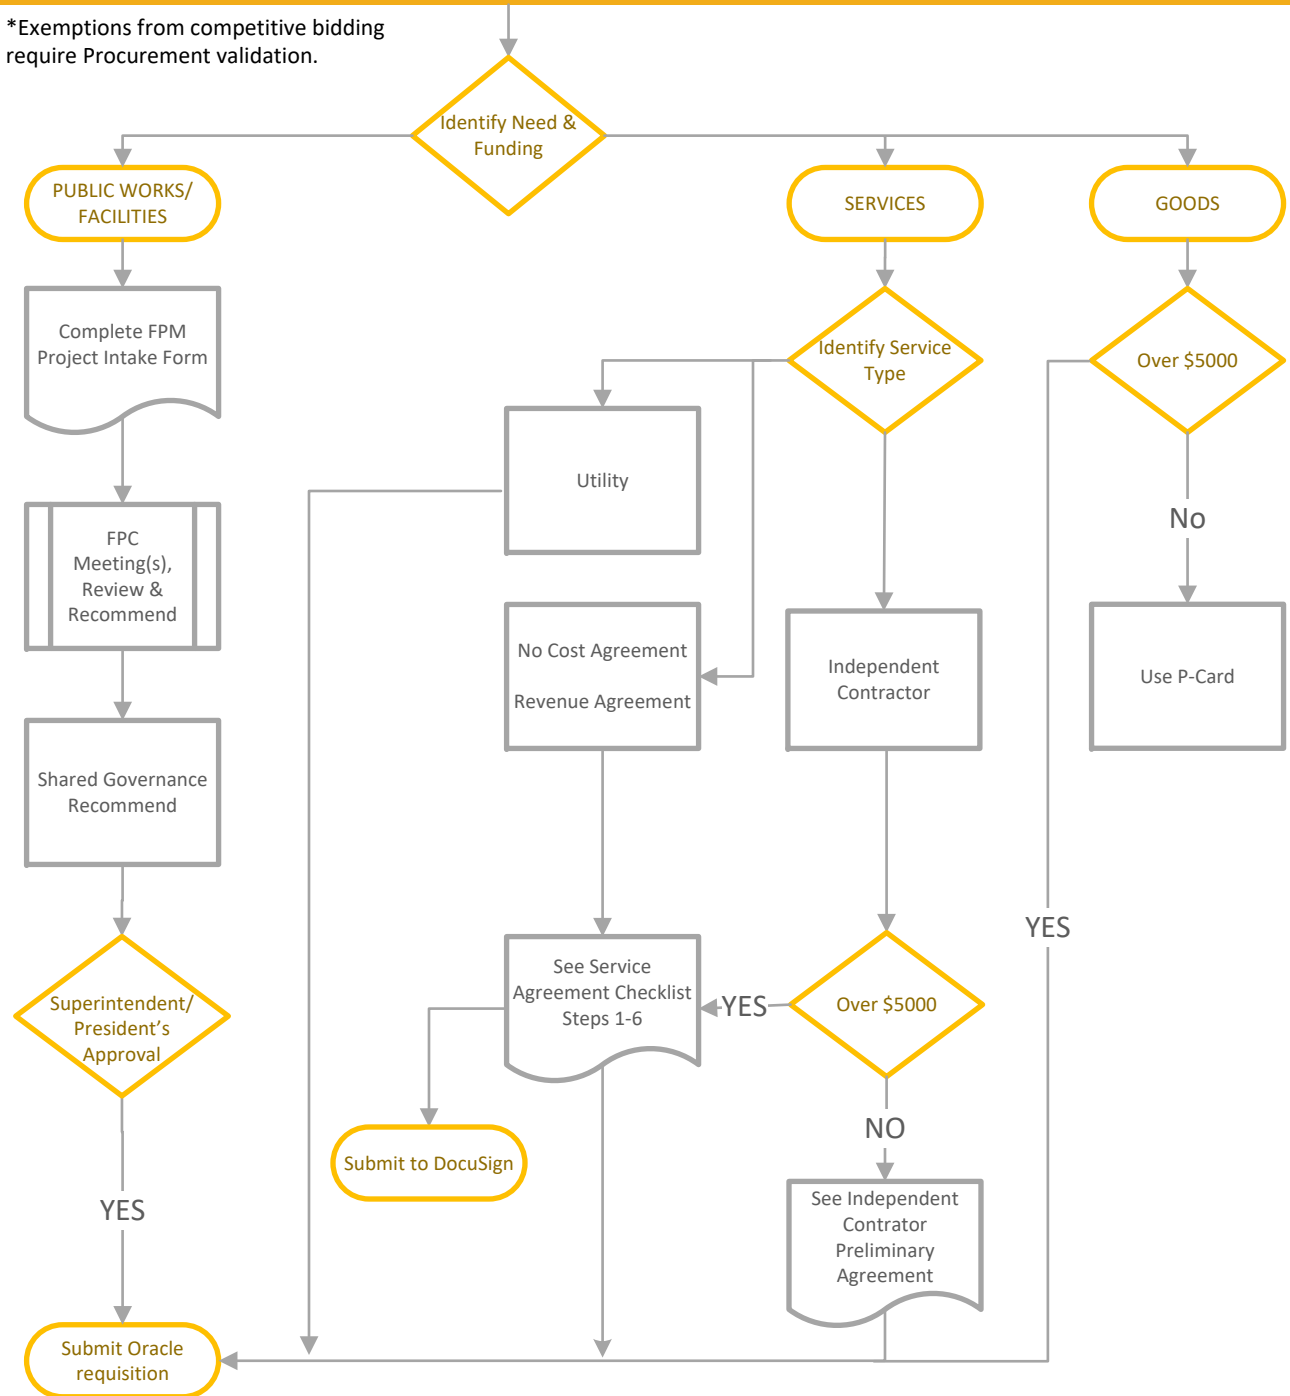 *Exemptions from competitive bidding
require Procurement validation.
Identify Need &
Funding
PUBLIC WORKS/
FACILITIES
SERVICES
GOODS
Complete FPM
Project Intake Form
Identify Service
Type
Over $5000
Utility
No
FPC
Meeting(s),
Review &
Recommend
No Cost Agreement
Revenue Agreement
Independent
Contractor
Use P-Card
Shared Governance
Recommend
YES
Superintendent/
President’s
Approval
See Service
Agreement Checklist
Steps 1-6
YES
Over $5000
NO
Submit to DocuSign
YES
See Independent
Contrator
Preliminary
Agreement
Submit Oracle
requisition